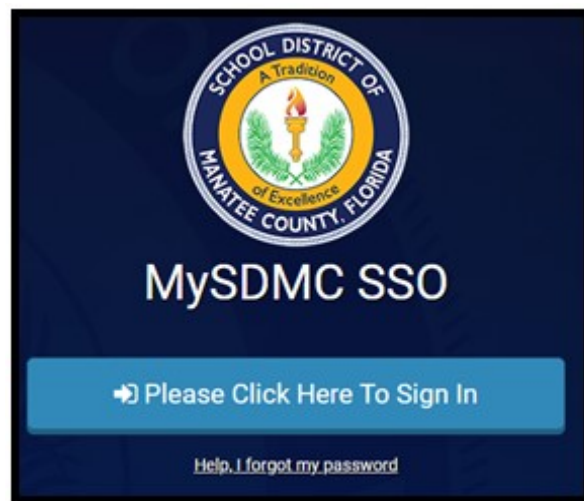 SCHOOL DISTRICT OF
A Tradition
of Excellence
MANATEE COUNTY, FLORIDA
MySDMC SSO
Please Click Here To Sign In
Help, I forgot my password